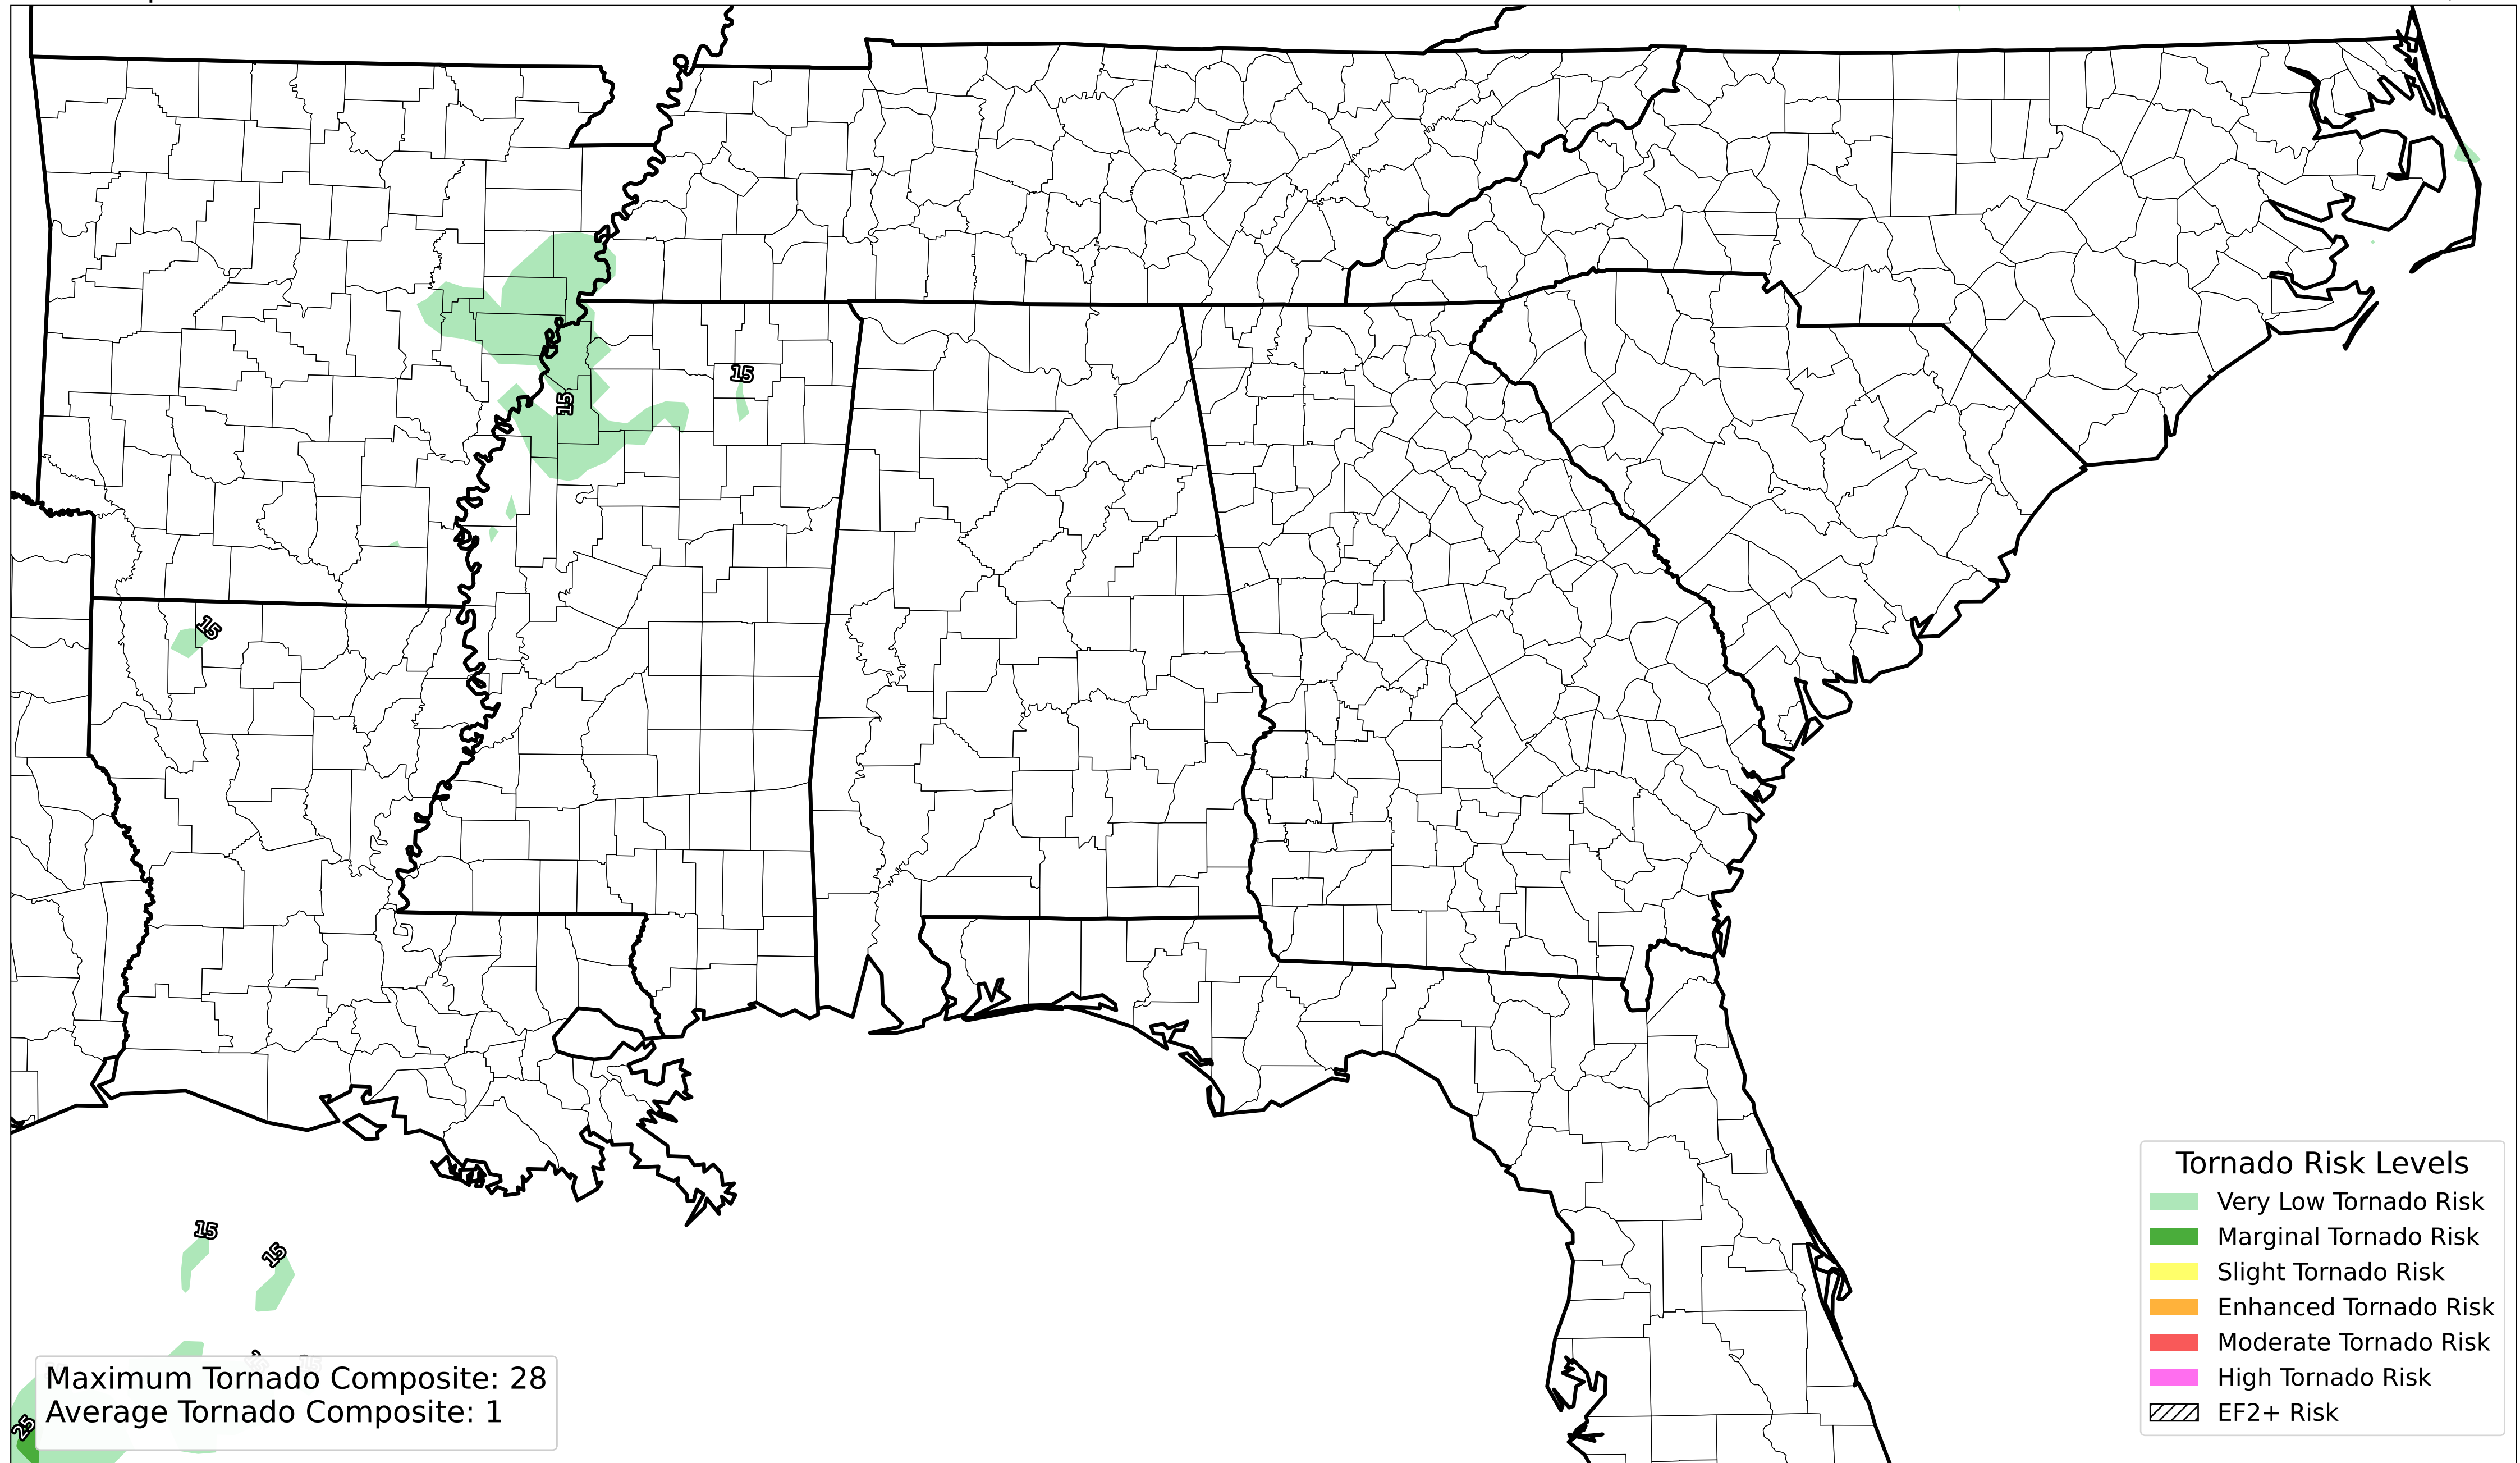 15
15
15
15
15
25
Maximum Tornado Composite: 28
Average Tornado Composite: 1
Tornado Risk Levels
Very Low Tornado Risk
Marginal Tornado Risk
Slight Tornado Risk
Enhanced Tornado Risk
Moderate Tornado Risk
High Tornado Risk
EF2+ Risk